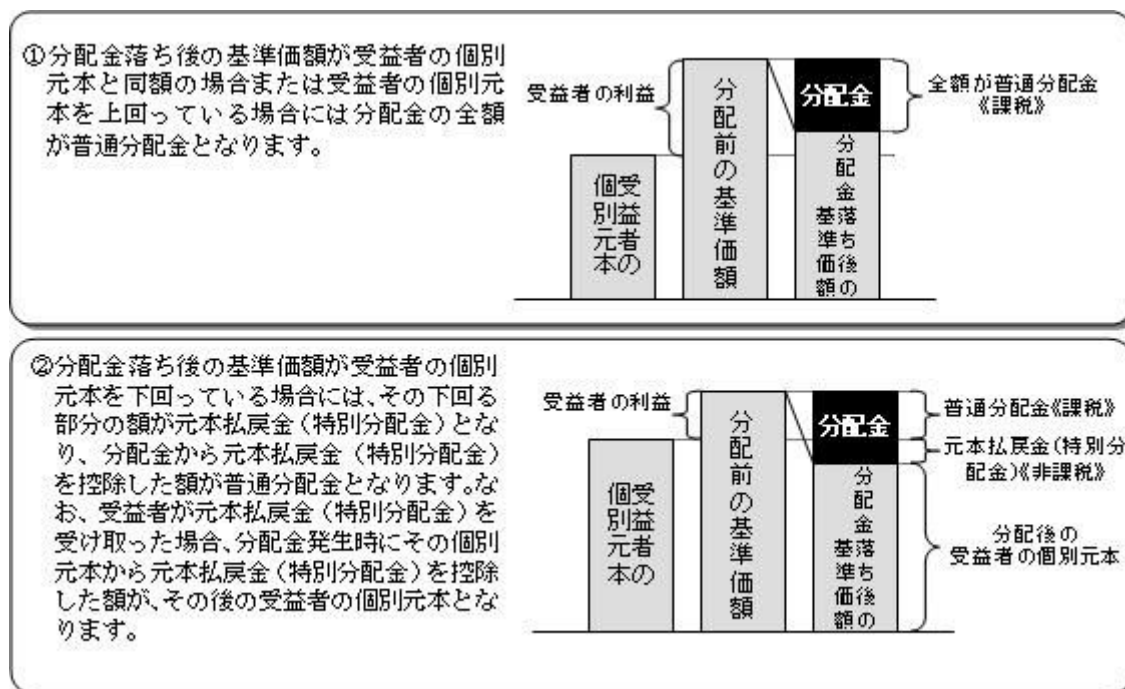 ①分配金落ち後の基準価額が受益者の個別
元本と同額の場合または受益者の個別元
本を上回っている場合には分配金の全額
が普通分配金となります。
受益者の利益
受益者の
個別元本
分配前の基準価額
分配金
分配金落ち後の
基準価額
全額が普通分配金
《課税》
②分配金落ち後の基準価額が受益者の個別
元本を下回っている場合には、その下回る
部分の額が元本払戻金(特別分配金)とな
り、分配金から元本払戻金(特別分配金)
を控除した額が普通分配金となります。な
お、受益者が元本払戻金(特別分配金)を
受け取った場合、分配金発生時にその個別
元本から元本払戻金(特別分配金)を控除
した額が、その後の受益者の個別元本とな
ります。
受益者の利益
受益者の
個別元本
分配前の基準価額
分配金
分配金落ち後の
基準価額
普通分配金《課税》
元本払戻金(特別分
配金)《非課税》
分配後の
受益者の個別元本